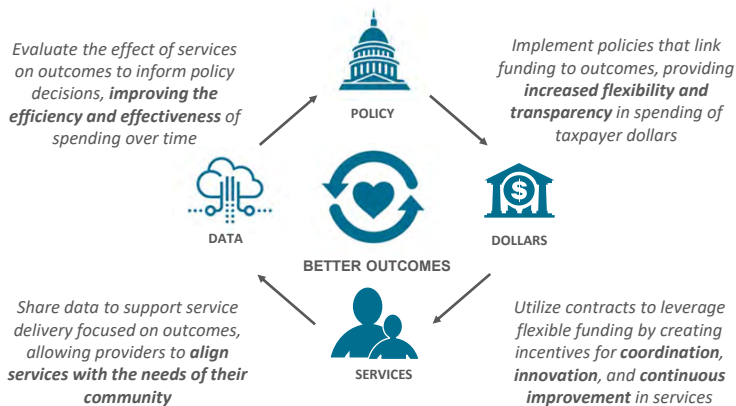 Evaluate the effect of services
on outcomes to inform policy
decisions, improving the
efficiency and effectiveness of
spending over time
POLICY
Implement policies that link
funding to outcomes, providing
increased flexibility and
transparency in spending of
taxpayer dollars
DATA
$
DOLLARS
BETTER OUTCOMES
Share data to support service
delivery focused on outcomes,
allowing providers to align
services with the needs of their
community
SERVICES
Utilize contracts to leverage
flexible funding by creating
incentives for coordination,
innovation, and continuous
improvement in services